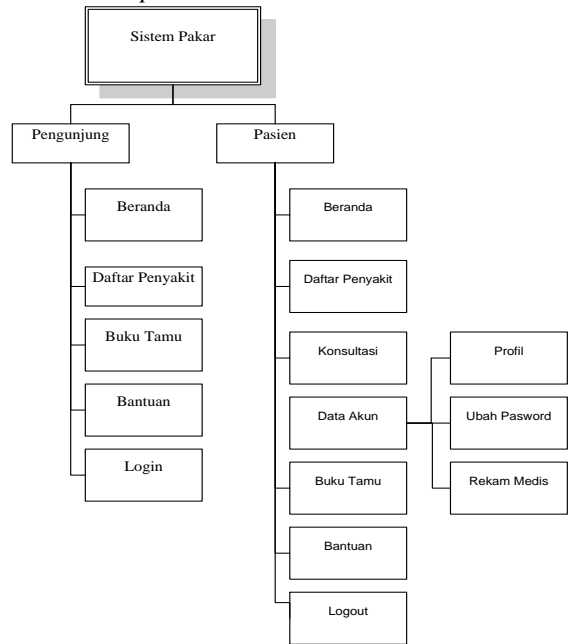 Sistem Pakar
Pengunjung
Pasien
Beranda
Daftar Penyakit
Buku Tamu
Bantuan
Login
Beranda
Daftar Penyakit
Konsultasi
Data Akun
Buku Tamu
Bantuan
Logout
Profil
Ubah Pasword
Rekam Medis